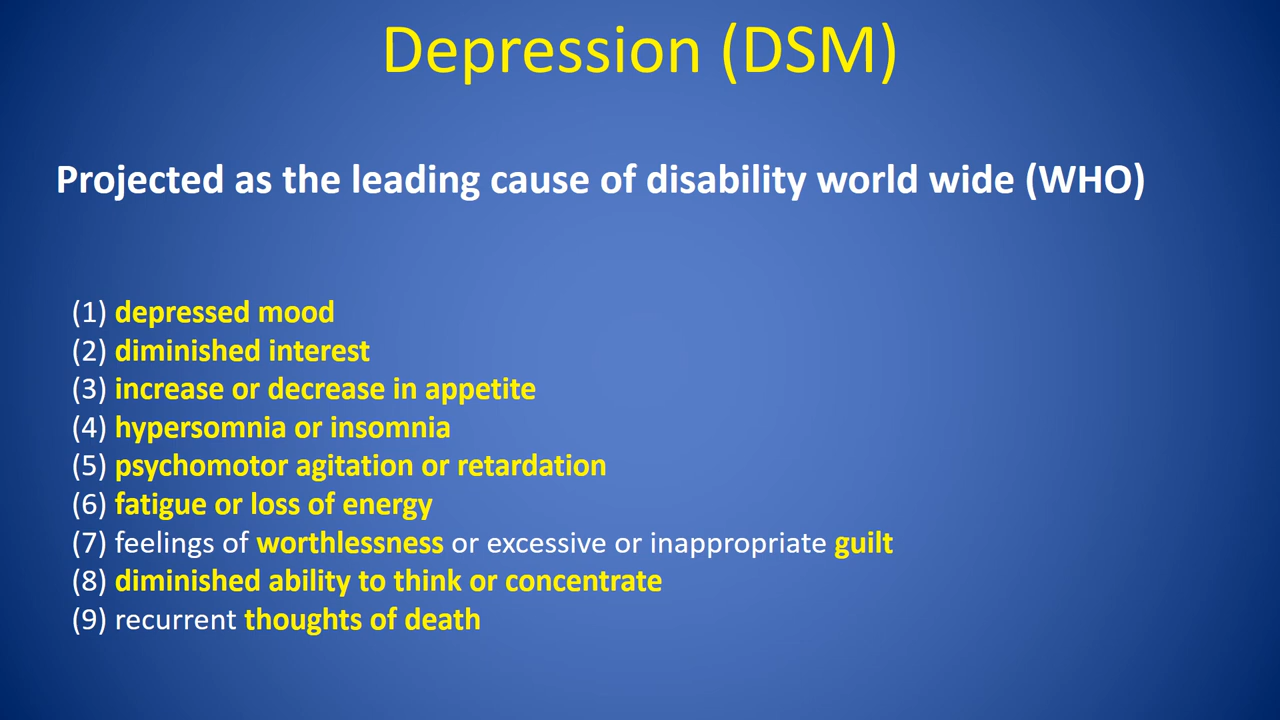 Depression (DSM)
Projected as the leading cause of disability world wide (WHO)
(1) depressed mood
(2) diminished interest
(3) increase or decrease in appetite
(4) hypersomnia or insomnia
(5) psychomotor agitation or retardation
(6) fatigue or loss of energy
(7) feelings of worthlessness or excessive or inappropriate guilt
(8) diminished ability to think or concentrate
(9) recurrent thoughts of death